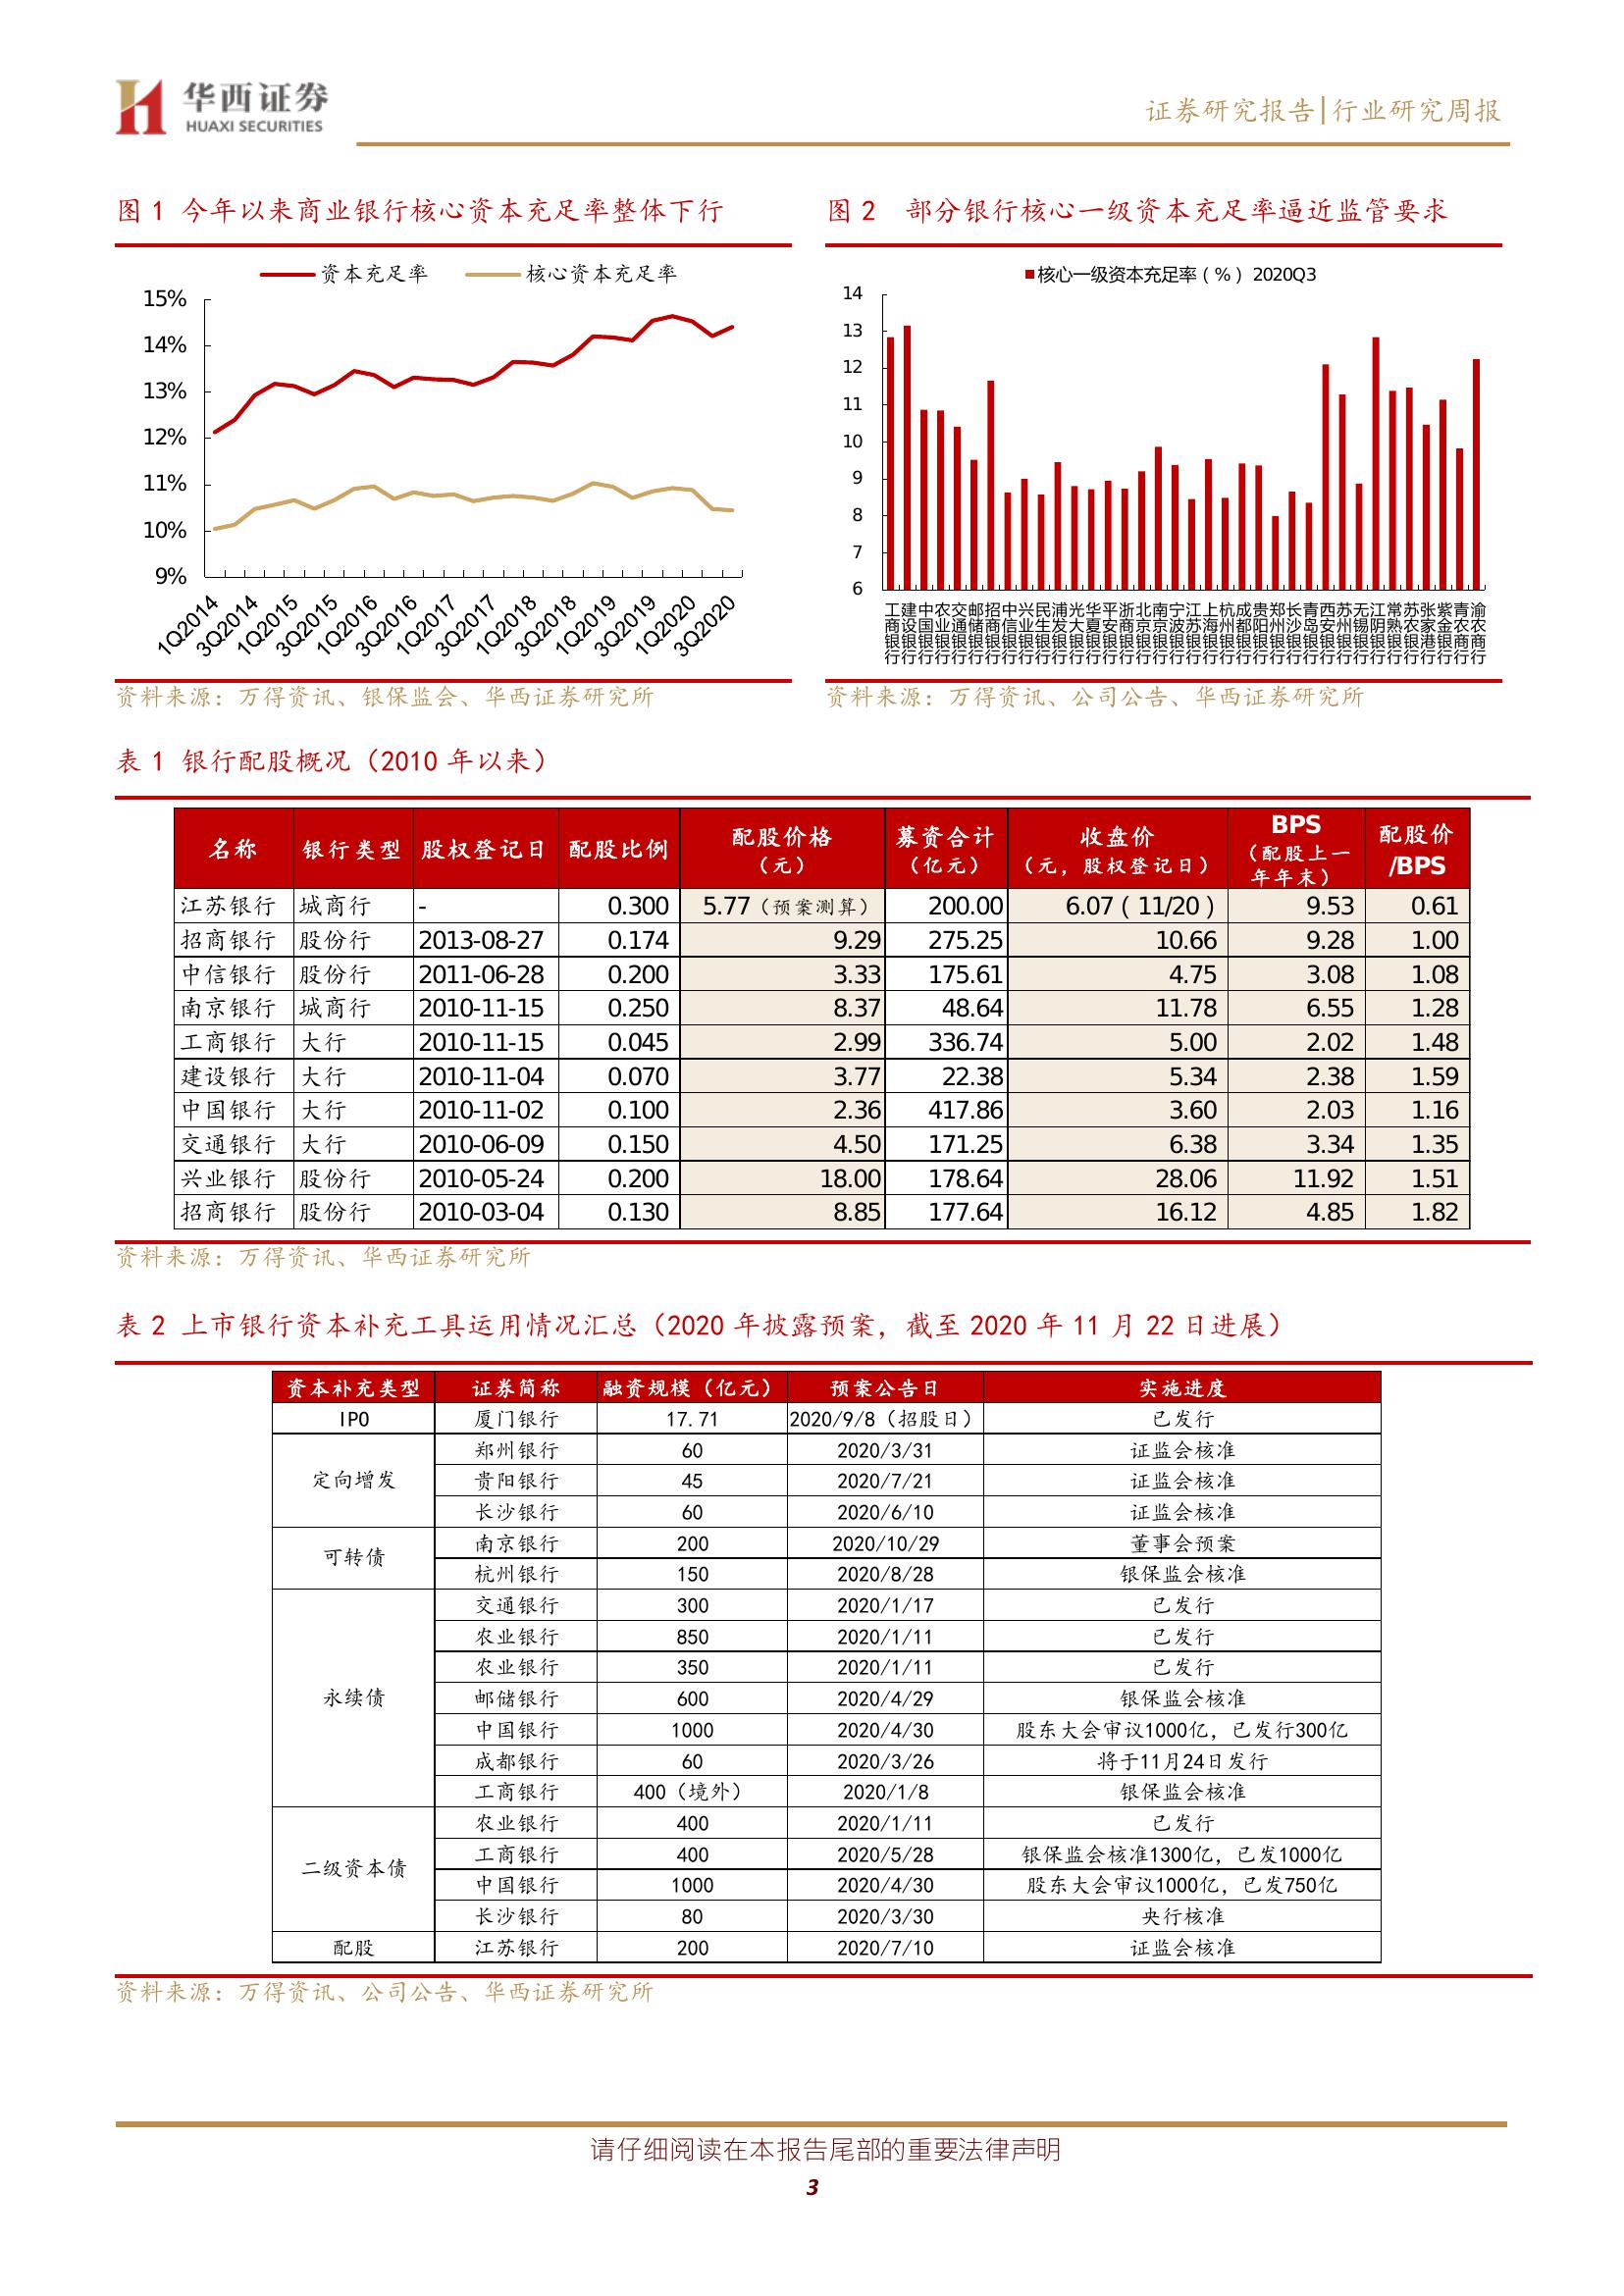 华西证券
HUAXI SECURITIES
证券研究报告|行业研究周报
图 1 今年以来商业银行核心资本充足率整体下行
资本充足率 核心资本充足率
15%
14%
13%
12%
11%
10%
9%
1Q2014 3Q2014 1Q2015 3Q2015 1Q2016 3Q2016 1Q2017 3Q2017 1Q2018 3Q2018 1Q2019 3Q2019 1Q2020 3Q2020
资料来源：万得资讯、银保监会、华西证券研究所
图 2 部分银行核心一级资本充足率逼近监管要求
核心一级资本充足率（%）2020Q3
14
13
12
11
10
9
8
7
6
工商银行 建设银行 中国银行 农业银行 交通银行 邮储银行 招商银行 中信银行 兴业银行 民生银行 浦发银行 光大银行 华夏银行 平安银行 浙商银行 北京银行 南京银行 宁波银行 江苏银行 上海银行 杭州银行 成都银行 贵阳银行 郑州银行 长沙银行 青岛银行 西安银行 苏州银行 无锡银行 江阴银行 常熟银行 苏农银行 张家港行 紫金银行 青农商行 渝农商行
资料来源：万得资讯、公司公告、华西证券研究所
表 1 银行配股概况（2010 年以来）
名称 银行类型 股权登记日 配股比例 配股价格（元） 募资合计（亿元） 收盘价（元，股权登记日） BPS（配股上一年年末） 配股价/BPS
江苏银行 城商行 - 0.300 5.77（预案测算） 200.00 6.07（11/20） 9.53 0.61
招商银行 股份行 2013-08-27 0.174 9.29 275.25 10.66 9.28 1.00
中信银行 股份行 2011-06-28 0.200 3.33 175.61 4.75 3.08 1.08
南京银行 城商行 2010-11-15 0.250 8.37 48.64 11.78 6.55 1.28
工商银行 大行 2010-11-15 0.045 2.99 336.74 5.00 2.02 1.48
建设银行 大行 2010-11-04 0.070 3.77 22.38 5.34 2.38 1.59
中国银行 大行 2010-11-02 0.100 2.36 417.86 3.60 2.03 1.16
交通银行 大行 2010-06-09 0.150 4.50 171.25 6.38 3.34 1.35
兴业银行 股份行 2010-05-24 0.200 18.00 178.64 28.06 11.92 1.51
招商银行 股份行 2010-03-04 0.130 8.85 177.64 16.12 4.85 1.82
资料来源：万得资讯、华西证券研究所
表 2 上市银行资本补充工具运用情况汇总（2020 年披露预案，截至 2020 年 11 月 22 日进展）
资本补充类型 证券简称 融资规模（亿元） 预案公告日 实施进度
IPO 厦门银行 17.71 2020/9/8（招股日） 已发行
定向增发 郑州银行 60 2020/3/31 证监会核准
贵阳银行 45 2020/7/21 证监会核准
长沙银行 60 2020/6/10 证监会核准
可转债 南京银行 200 2020/10/29 董事会预案
杭州银行 150 2020/8/28 银保监会核准
永续债 交通银行 300 2020/1/17 已发行
农业银行 850 2020/1/11 已发行
农业银行 350 2020/1/11 已发行
邮储银行 600 2020/4/29 银保监会核准
中国银行 1000 2020/4/30 股东大会审议1000亿，已发行300亿
成都银行 60 2020/3/26 将于11月24日发行
工商银行 400（境外） 2020/1/8 银保监会核准
二级资本债 农业银行 400 2020/1/11 已发行
工商银行 400 2020/5/28 银保监会核准1300亿，已发1000亿
中国银行 1000 2020/4/30 股东大会审议1000亿，已发750亿
长沙银行 80 2020/3/30 央行核准
配股 江苏银行 200 2020/7/10 证监会核准
资料来源：万得资讯、公司公告、华西证券研究所
请仔细阅读在本报告尾部的重要法律声明
3